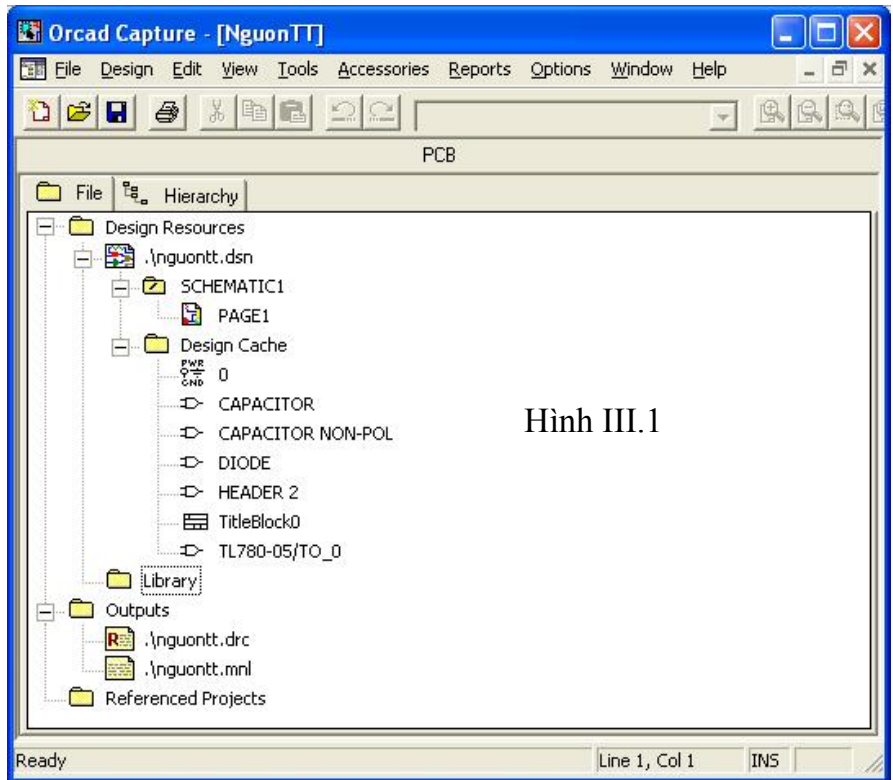 Orcad Capture - [NguonTT]
File Design Edit View Tools Accessories Reports Options Window Help
PCB
File Hierarchy
Design Resources
.\nguontt.dsn
SCHEMATIC1
PAGE1
Design Cache
PWR
GND
0
CAPACITOR
CAPACITOR NON-POL
Hình III.1
DIODE
HEADER 2
TitleBlock0
TL780-05/TO_0
Library
Outputs
R
.\nguontt.drc
.\nguontt.mnl
Referenced Projects
Ready Line 1, Col 1 INS